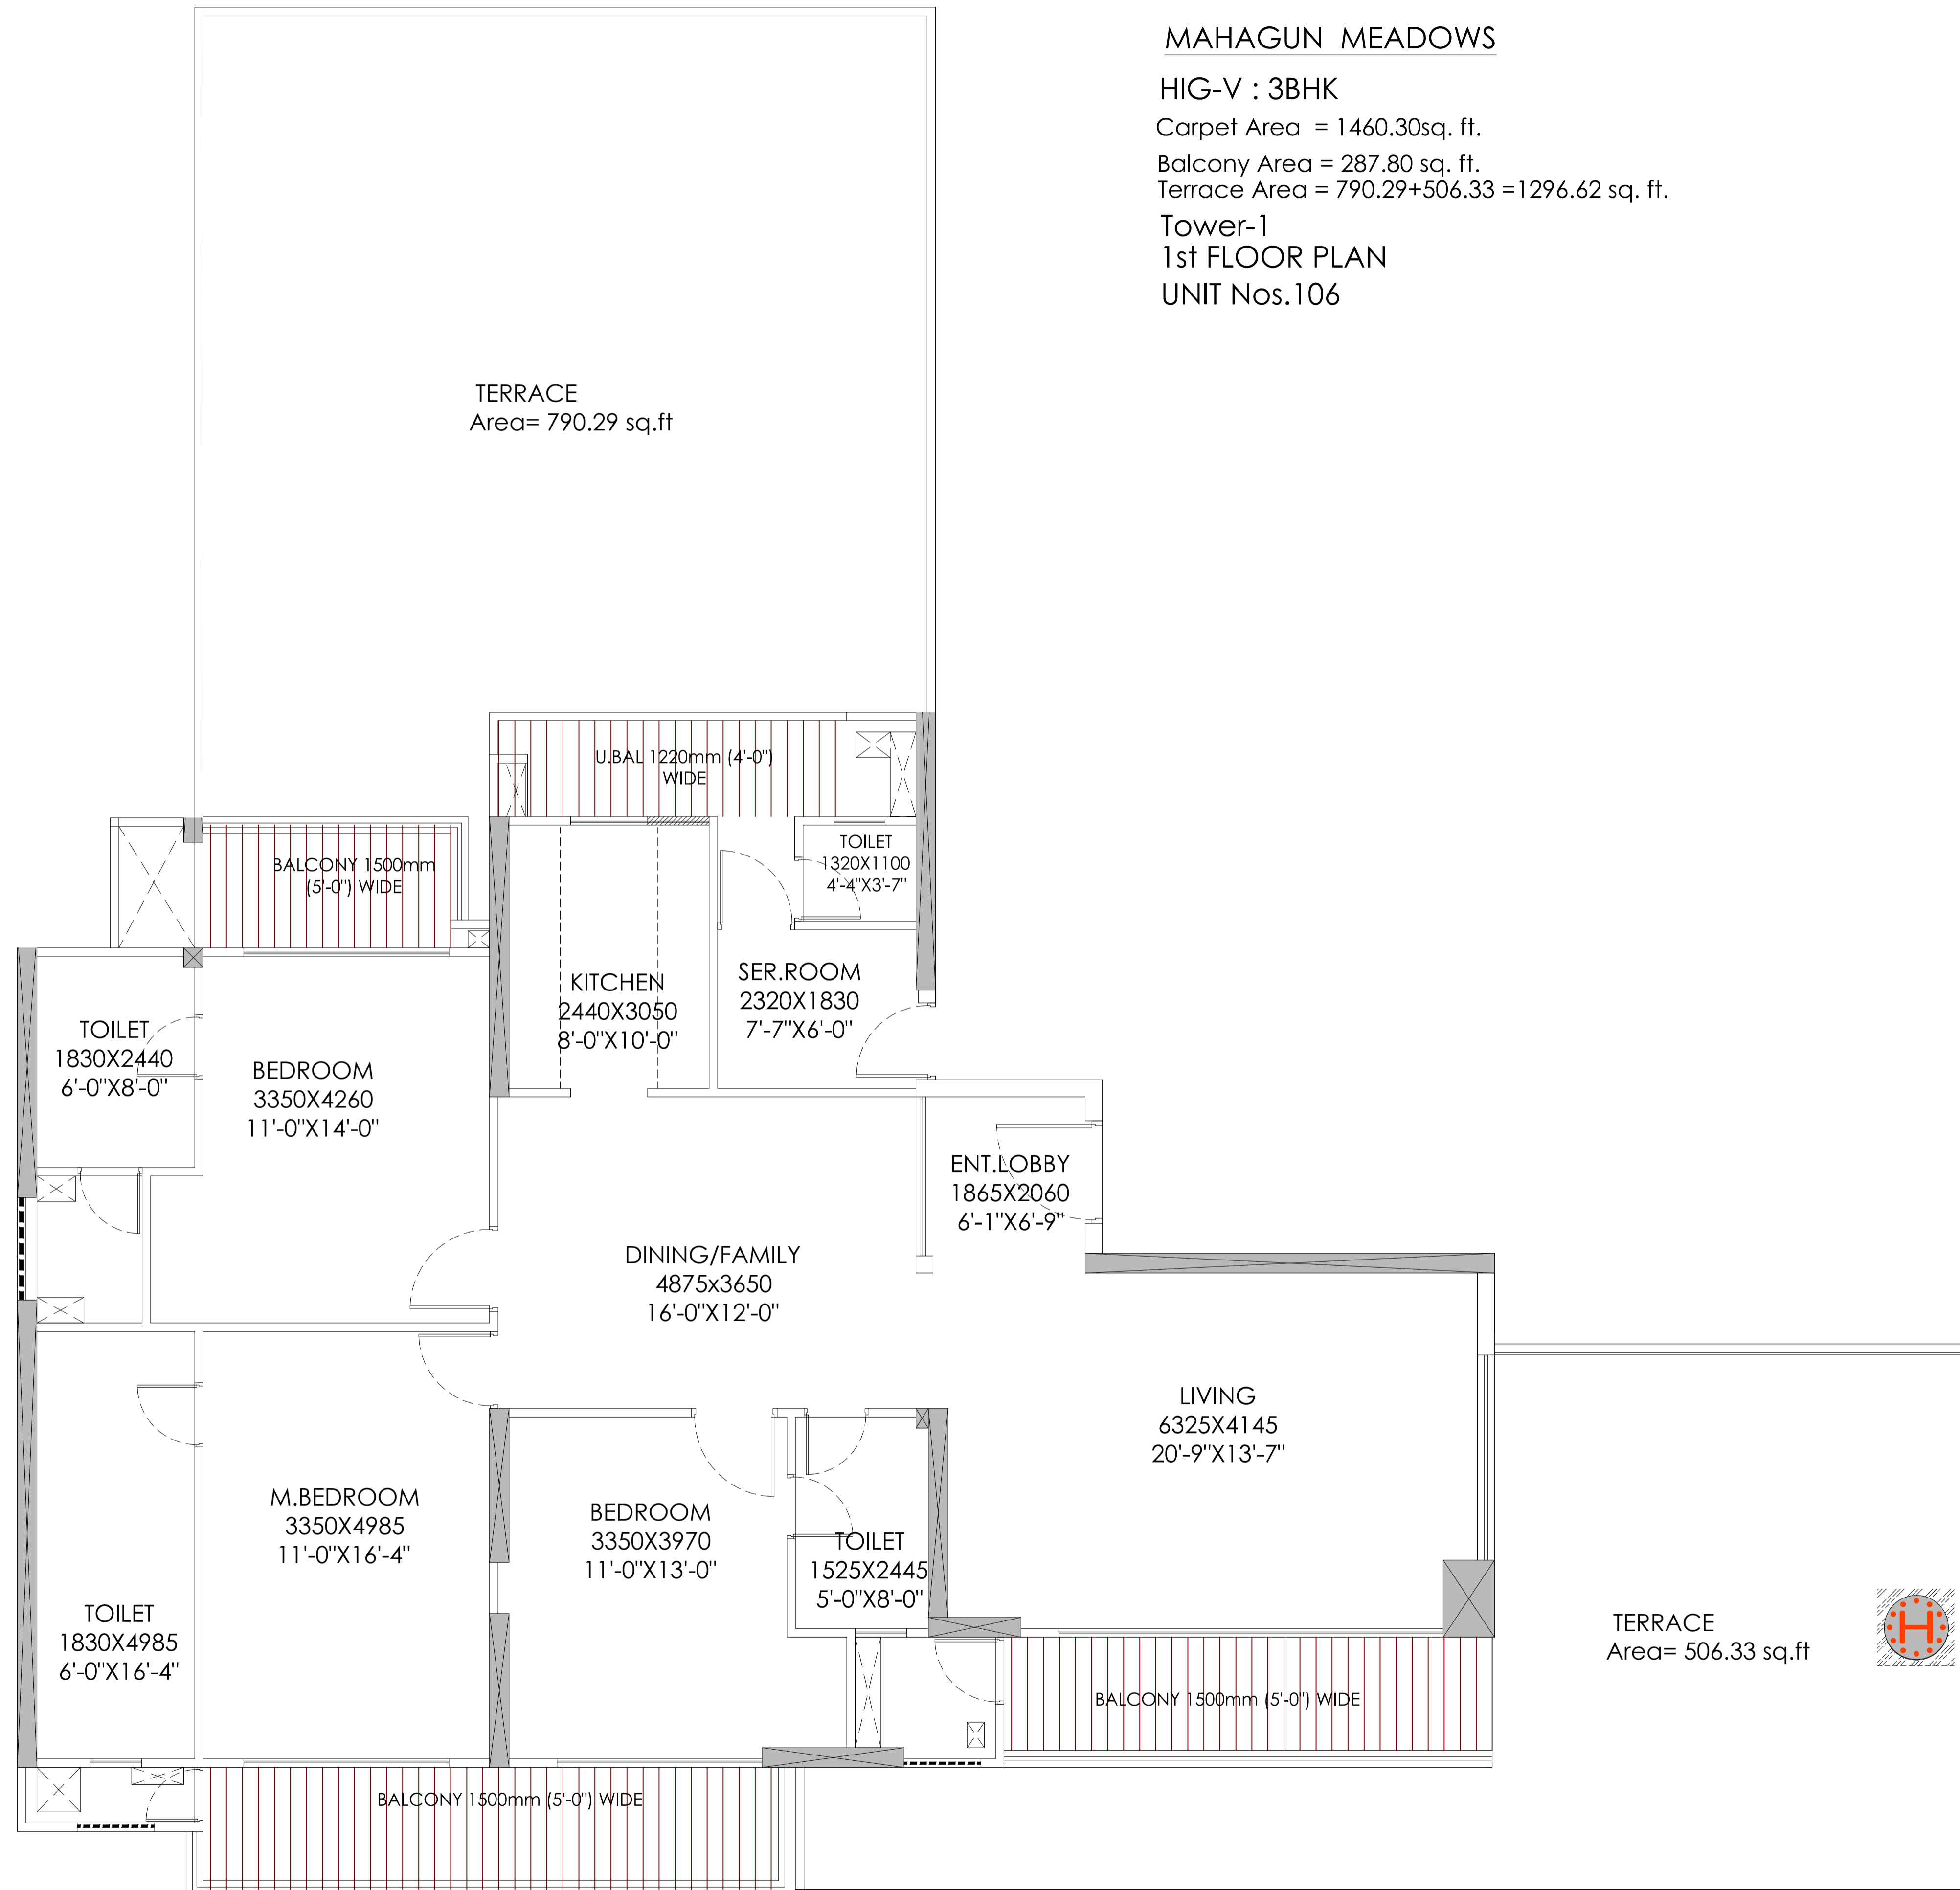 MAHAGUN MEADOWS
HIG-V : 3BHK
Carpet Area = 1460.30sq. ft.
Balcony Area = 287.80 sq. ft.
Terrace Area = 790.29+506.33 =1296.62 sq. ft.
Tower-1
1st FLOOR PLAN
UNIT Nos.106
TERRACE
Area= 790.29 sq.ft
U.BAL 1220mm (4'-0")
WIDE
BALCONY 1500mm
(5'-0") WIDE
TOILET
1320X1100
4'-4"X3'-7"
KITCHEN
2440X3050
8'-0"X10'-0"
SER.ROOM
2320X1830
7'-7"X6'-0"
TOILET
1830X2440
6'-0"X8'-0"
BEDROOM
3350X4260
11'-0"X14'-0"
ENT.LOBBY
1865X2060
6'-1"X6'-9"
DINING/FAMILY
4875x3650
16'-0"X12'-0"
LIVING
6325X4145
20'-9"X13'-7"
M.BEDROOM
3350X4985
11'-0"X16'-4"
BEDROOM
3350X3970
11'-0"X13'-0"
TOILET
1525X2445
5'-0"X8'-0"
TOILET
1830X4985
6'-0"X16'-4"
TERRACE
Area= 506.33 sq.ft
H
BALCONY 1500mm (5'-0") WIDE
BALCONY 1500mm (5'-0") WIDE